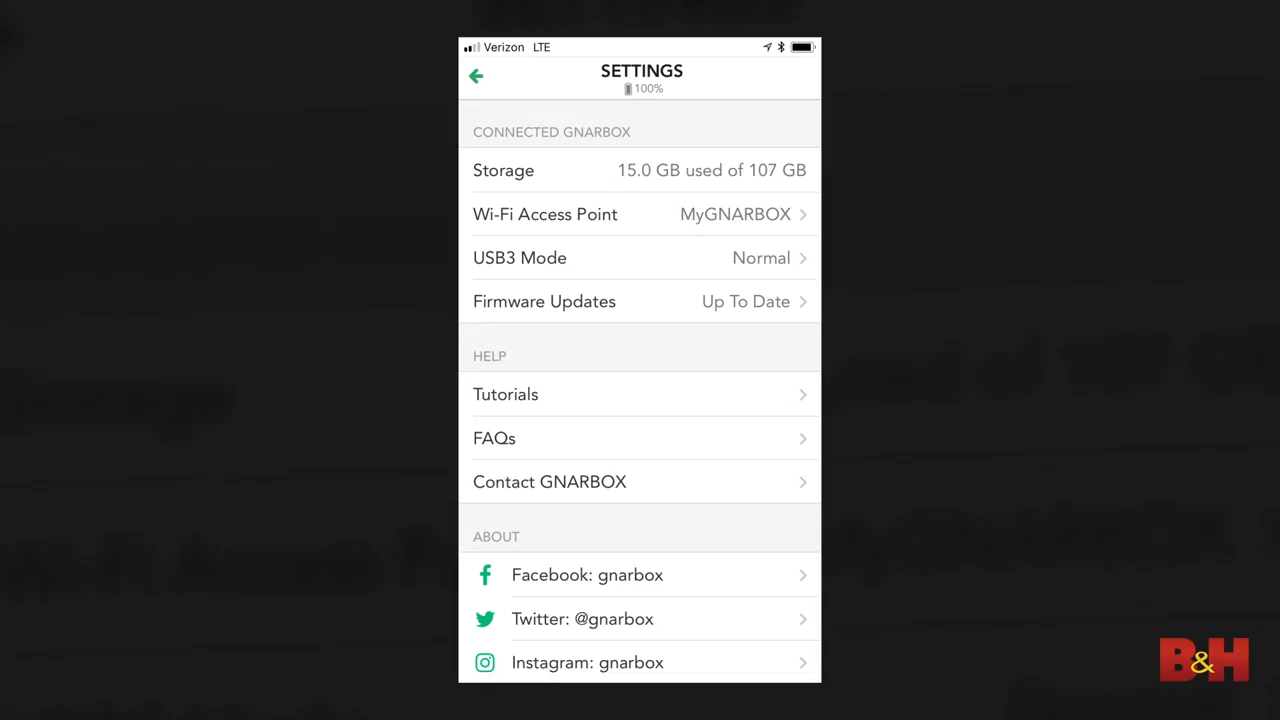 Verizon LTE
SETTINGS
100%
CONNECTED GNARBOX
Storage 15.0 GB used of 107 GB
Wi-Fi Access Point MyGNARBOX
USB3 Mode Normal
Firmware Updates Up To Date
HELP
Tutorials
FAQs
Contact GNARBOX
ABOUT
Facebook: gnarbox
Twitter: @gnarbox
Instagram: gnarbox
B&H